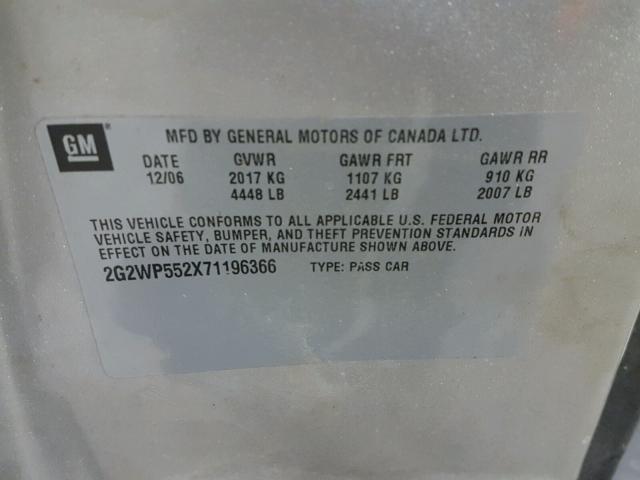 GM
MFD BY GENERAL MOTORS OF CANADA LTD.
DATE GVWR GAWR FRT GAWR RR
12/06 2017 KG 1107 KG 910 KG
4448 LB 2441 LB 2007 LB
THIS VEHICLE CONFORMS TO ALL APPLICABLE U.S. FEDERAL MOTOR
VEHICLE SAFETY, BUMPER, AND THEFT PREVENTION STANDARDS IN
EFFECT ON THE DATE OF MANUFACTURE SHOWN ABOVE.
2G2WP552X71196366 TYPE: PASS CAR